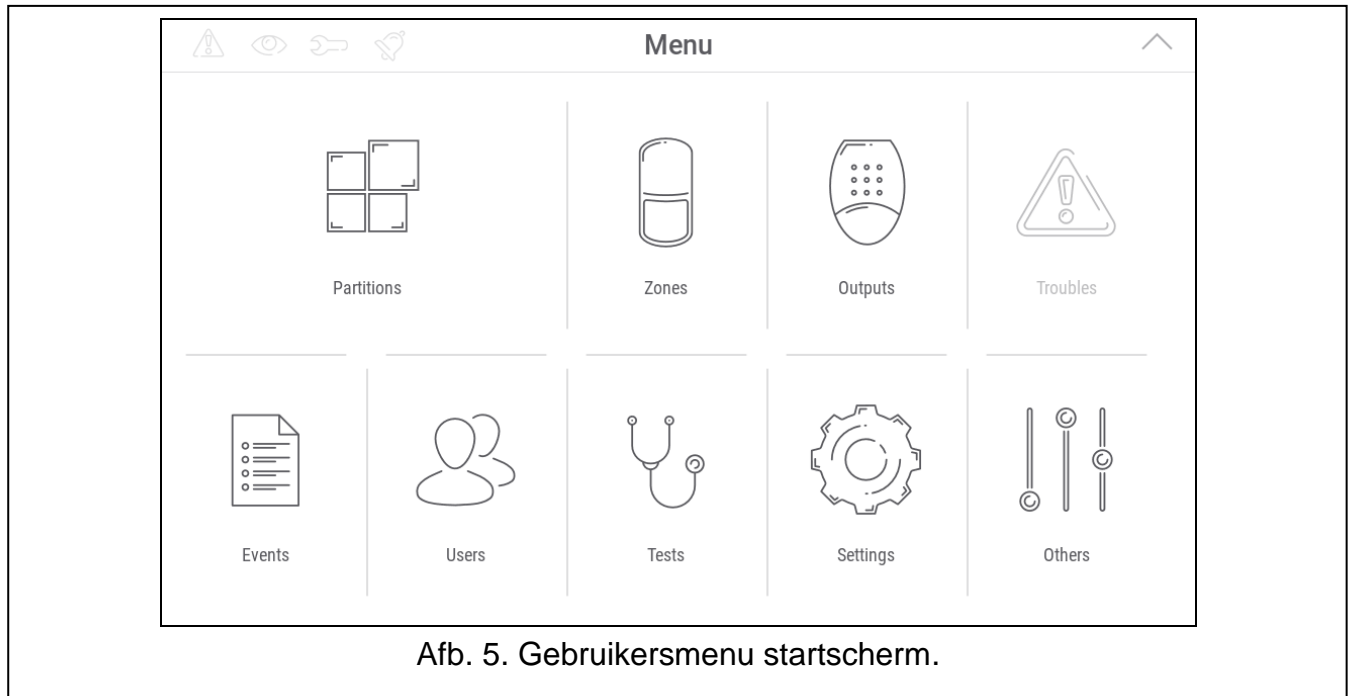 Menu
Partitions
Zones
Outputs
Troubles
Events
Users
Tests
Settings
Others
Afb. 5. Gebruikersmenu startscherm.